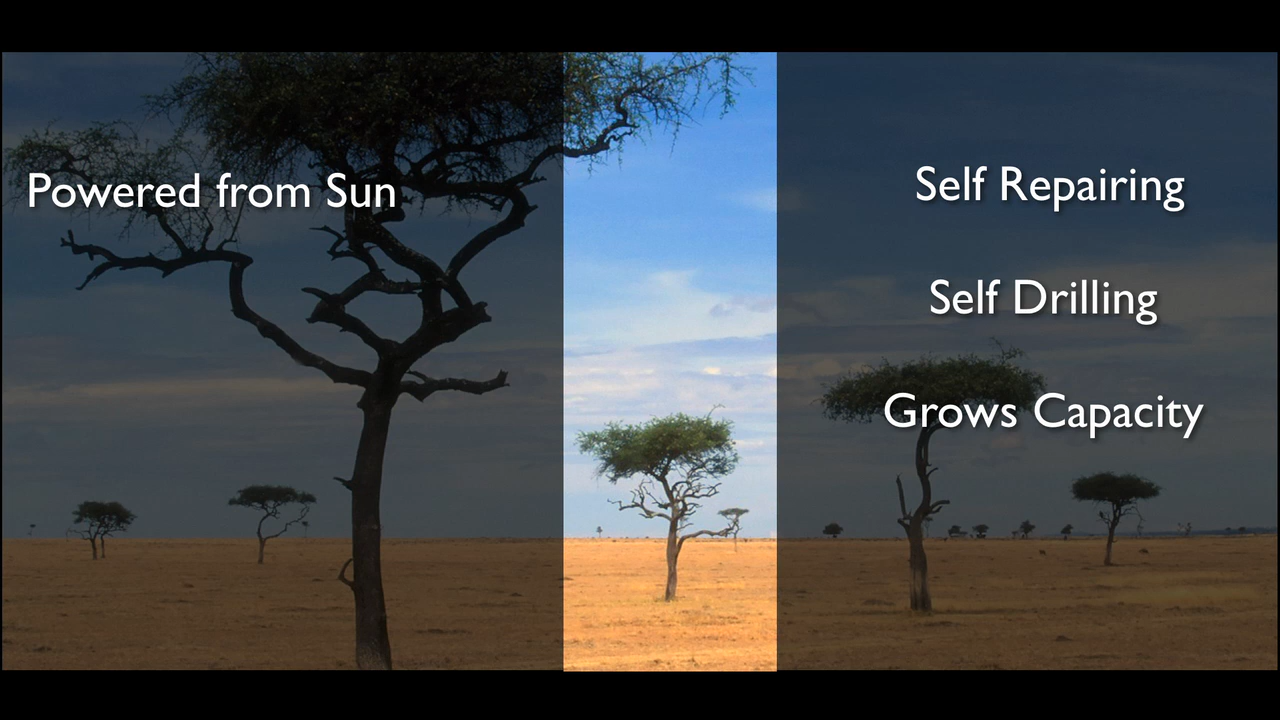 Powered from Sun
Self Repairing
Self Drilling
Grows Capacity